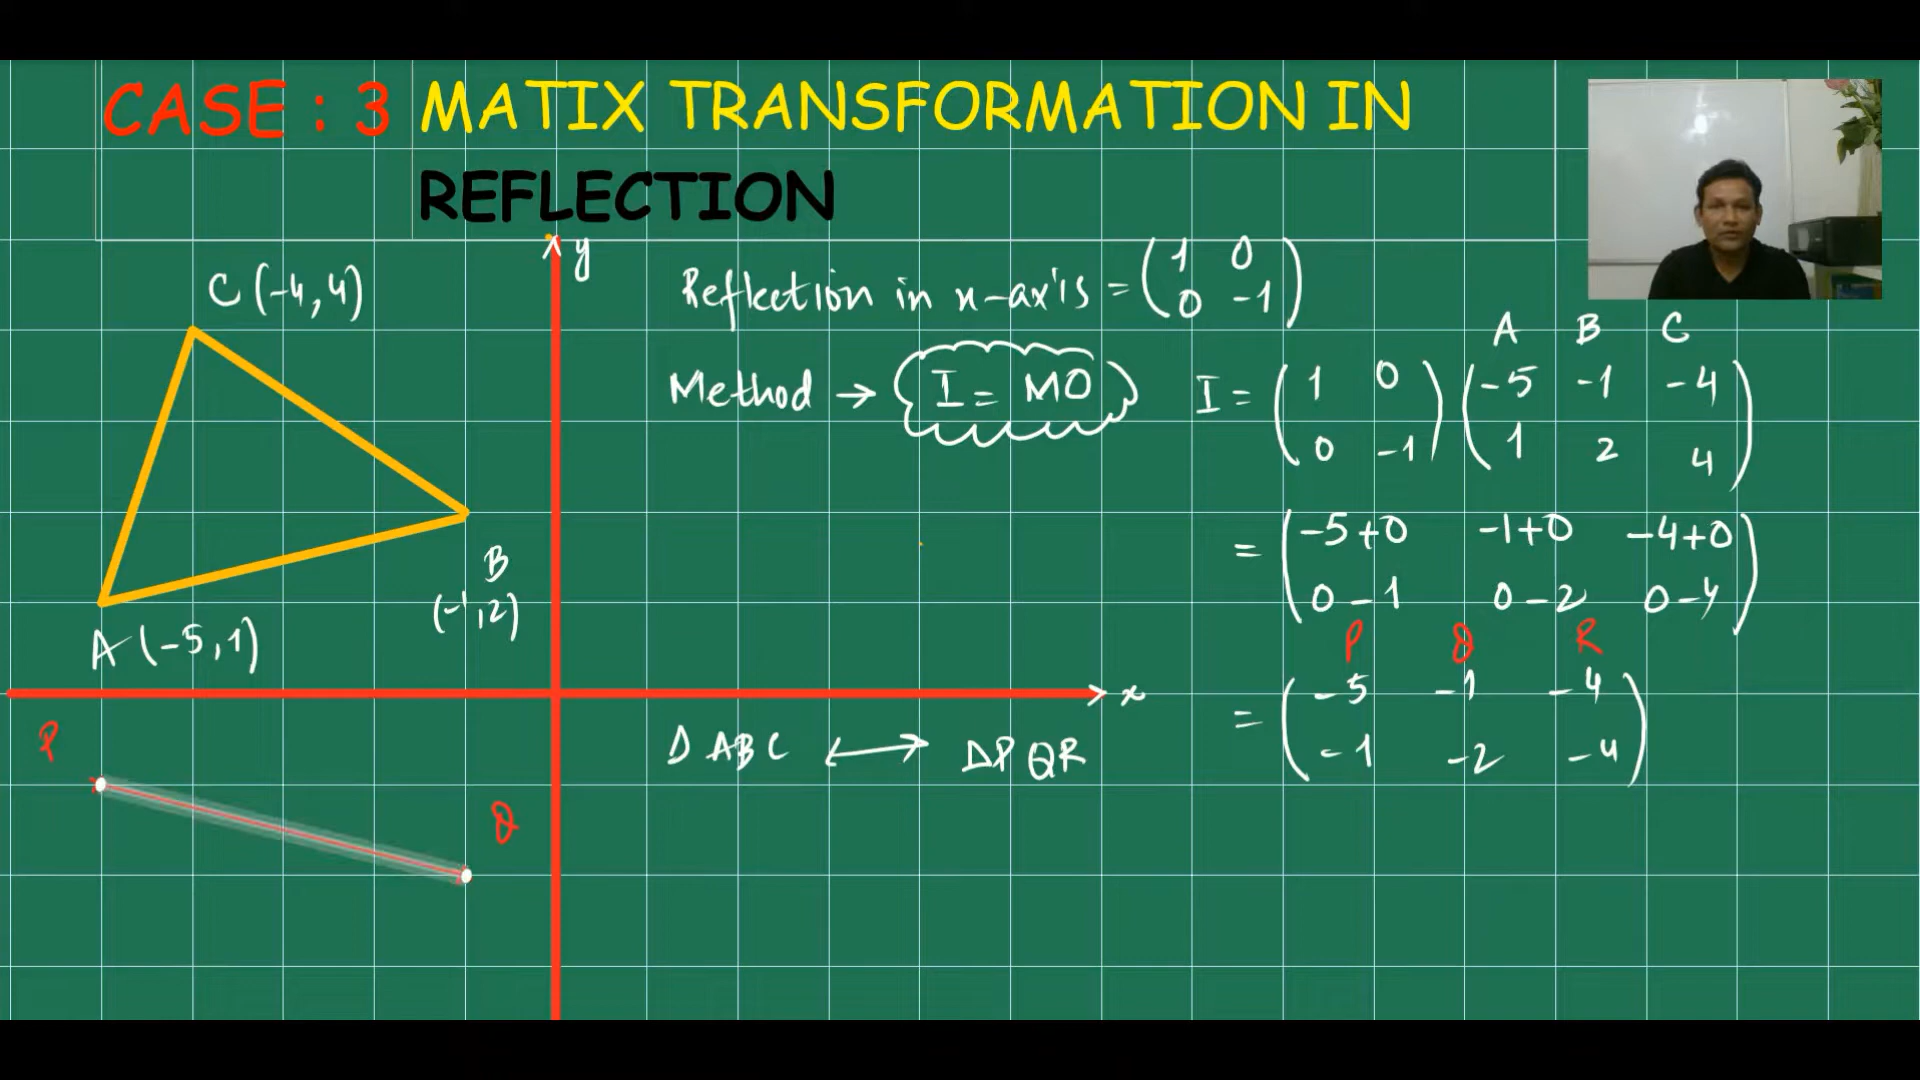 CASE : 3 MATIX TRANSFORMATION IN
REFLECTION
y
C (-4, 4)
B
(-1, 2)
A (-5, 1)
x
P
Q
Reflection in x-axis = (1 0
0 -1)
Method → I = MO
A B C
I = (1 0
0 -1) (-5 -1 -4
1 2 4)
= (-5+0 -1+0 -4+0
0-1 0-2 0-4)
P Q R
= (-5 -1 -4
-1 -2 -4)
Δ ABC ↔ ΔPQR